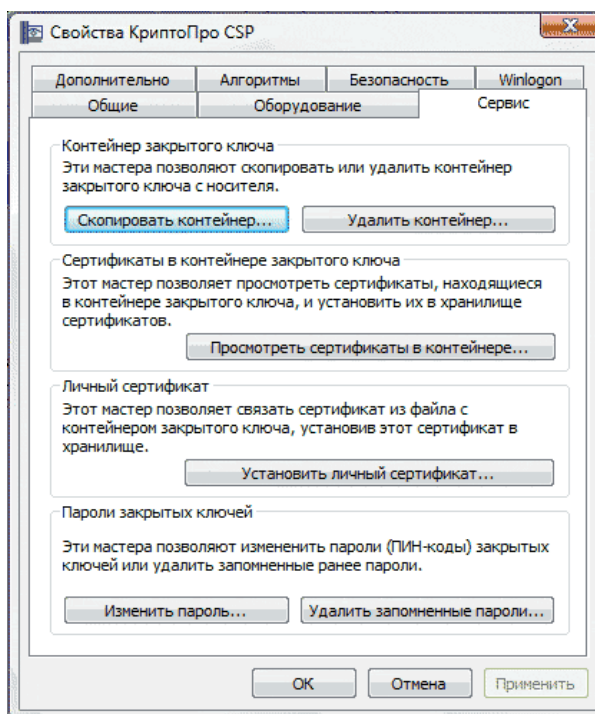 Свойства КриптоПро CSP
Дополнительно Алгоритмы Безопасность Winlogon
Общие Оборудование Сервис
Контейнер закрытого ключа
Эти мастера позволяют скопировать или удалить контейнер
закрытого ключа с носителя.
Скопировать контейнер... Удалить контейнер...
Сертификаты в контейнере закрытого ключа
Этот мастер позволяет просмотреть сертификаты, находящиеся
в контейнере закрытого ключа, и установить их в хранилище
сертификатов.
Просмотреть сертификаты в контейнере...
Личный сертификат
Этот мастер позволяет связать сертификат из файла с
контейнером закрытого ключа, установив этот сертификат в
хранилище.
Установить личный сертификат...
Пароли закрытых ключей
Эти мастера позволяют измененить пароли (ПИН-коды) закрытых
ключей или удалить запомненные ранее пароли.
Изменить пароль... Удалить запомненные пароли...
ОК Отмена Применить